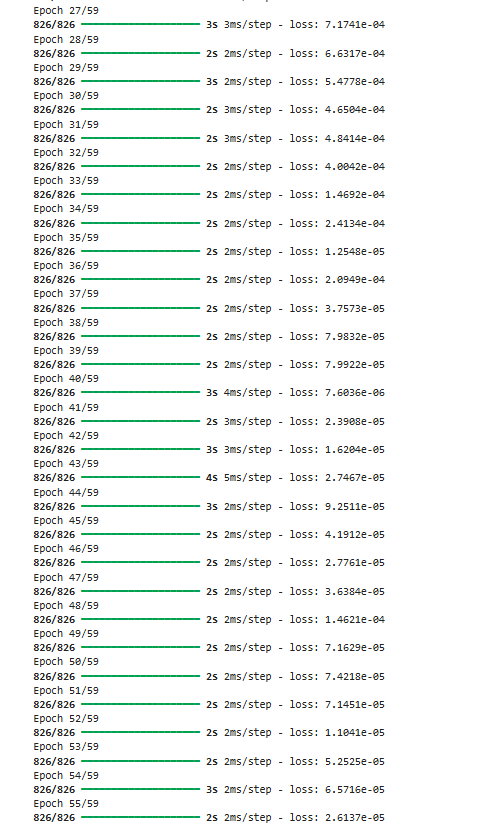 Epoch 27/59
826/826 ━━━━━━━━━━━━━━━━━━━━ 3s 3ms/step - loss: 7.1741e-04
Epoch 28/59
826/826 ━━━━━━━━━━━━━━━━━━━━ 2s 2ms/step - loss: 6.6317e-04
Epoch 29/59
826/826 ━━━━━━━━━━━━━━━━━━━━ 3s 2ms/step - loss: 5.4778e-04
Epoch 30/59
826/826 ━━━━━━━━━━━━━━━━━━━━ 2s 3ms/step - loss: 4.6504e-04
Epoch 31/59
826/826 ━━━━━━━━━━━━━━━━━━━━ 2s 3ms/step - loss: 4.8414e-04
Epoch 32/59
826/826 ━━━━━━━━━━━━━━━━━━━━ 2s 2ms/step - loss: 4.0042e-04
Epoch 33/59
826/826 ━━━━━━━━━━━━━━━━━━━━ 2s 2ms/step - loss: 1.4692e-04
Epoch 34/59
826/826 ━━━━━━━━━━━━━━━━━━━━ 2s 2ms/step - loss: 2.4134e-04
Epoch 35/59
826/826 ━━━━━━━━━━━━━━━━━━━━ 2s 2ms/step - loss: 1.2548e-05
Epoch 36/59
826/826 ━━━━━━━━━━━━━━━━━━━━ 2s 2ms/step - loss: 2.0949e-04
Epoch 37/59
826/826 ━━━━━━━━━━━━━━━━━━━━ 2s 2ms/step - loss: 3.7573e-05
Epoch 38/59
826/826 ━━━━━━━━━━━━━━━━━━━━ 2s 2ms/step - loss: 7.9832e-05
Epoch 39/59
826/826 ━━━━━━━━━━━━━━━━━━━━ 2s 2ms/step - loss: 7.9922e-05
Epoch 40/59
826/826 ━━━━━━━━━━━━━━━━━━━━ 3s 4ms/step - loss: 7.6036e-06
Epoch 41/59
826/826 ━━━━━━━━━━━━━━━━━━━━ 2s 3ms/step - loss: 2.3908e-05
Epoch 42/59
826/826 ━━━━━━━━━━━━━━━━━━━━ 3s 3ms/step - loss: 1.6204e-05
Epoch 43/59
826/826 ━━━━━━━━━━━━━━━━━━━━ 4s 5ms/step - loss: 2.7467e-05
Epoch 44/59
826/826 ━━━━━━━━━━━━━━━━━━━━ 3s 2ms/step - loss: 9.2511e-05
Epoch 45/59
826/826 ━━━━━━━━━━━━━━━━━━━━ 2s 2ms/step - loss: 4.1912e-05
Epoch 46/59
826/826 ━━━━━━━━━━━━━━━━━━━━ 2s 2ms/step - loss: 2.7761e-05
Epoch 47/59
826/826 ━━━━━━━━━━━━━━━━━━━━ 2s 2ms/step - loss: 3.6384e-05
Epoch 48/59
826/826 ━━━━━━━━━━━━━━━━━━━━ 2s 2ms/step - loss: 1.4621e-04
Epoch 49/59
826/826 ━━━━━━━━━━━━━━━━━━━━ 2s 2ms/step - loss: 7.1629e-05
Epoch 50/59
826/826 ━━━━━━━━━━━━━━━━━━━━ 2s 2ms/step - loss: 7.4218e-05
Epoch 51/59
826/826 ━━━━━━━━━━━━━━━━━━━━ 2s 2ms/step - loss: 7.1451e-05
Epoch 52/59
826/826 ━━━━━━━━━━━━━━━━━━━━ 2s 2ms/step - loss: 1.1041e-05
Epoch 53/59
826/826 ━━━━━━━━━━━━━━━━━━━━ 2s 2ms/step - loss: 5.2525e-05
Epoch 54/59
826/826 ━━━━━━━━━━━━━━━━━━━━ 3s 2ms/step - loss: 6.5716e-05
Epoch 55/59
826/826 ━━━━━━━━━━━━━━━━━━━━ 2s 2ms/step - loss: 2.6137e-05